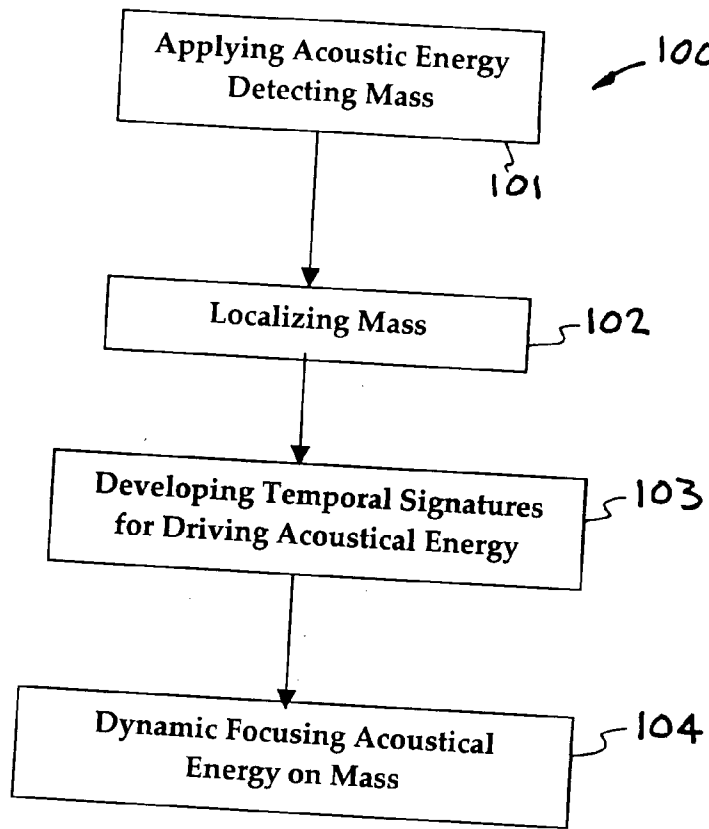 Applying Acoustic Energy
Detecting Mass
100
101
Localizing Mass
102
Developing Temporal Signatures
for Driving Acoustical Energy
103
Dynamic Focusing Acoustical
Energy on Mass
104